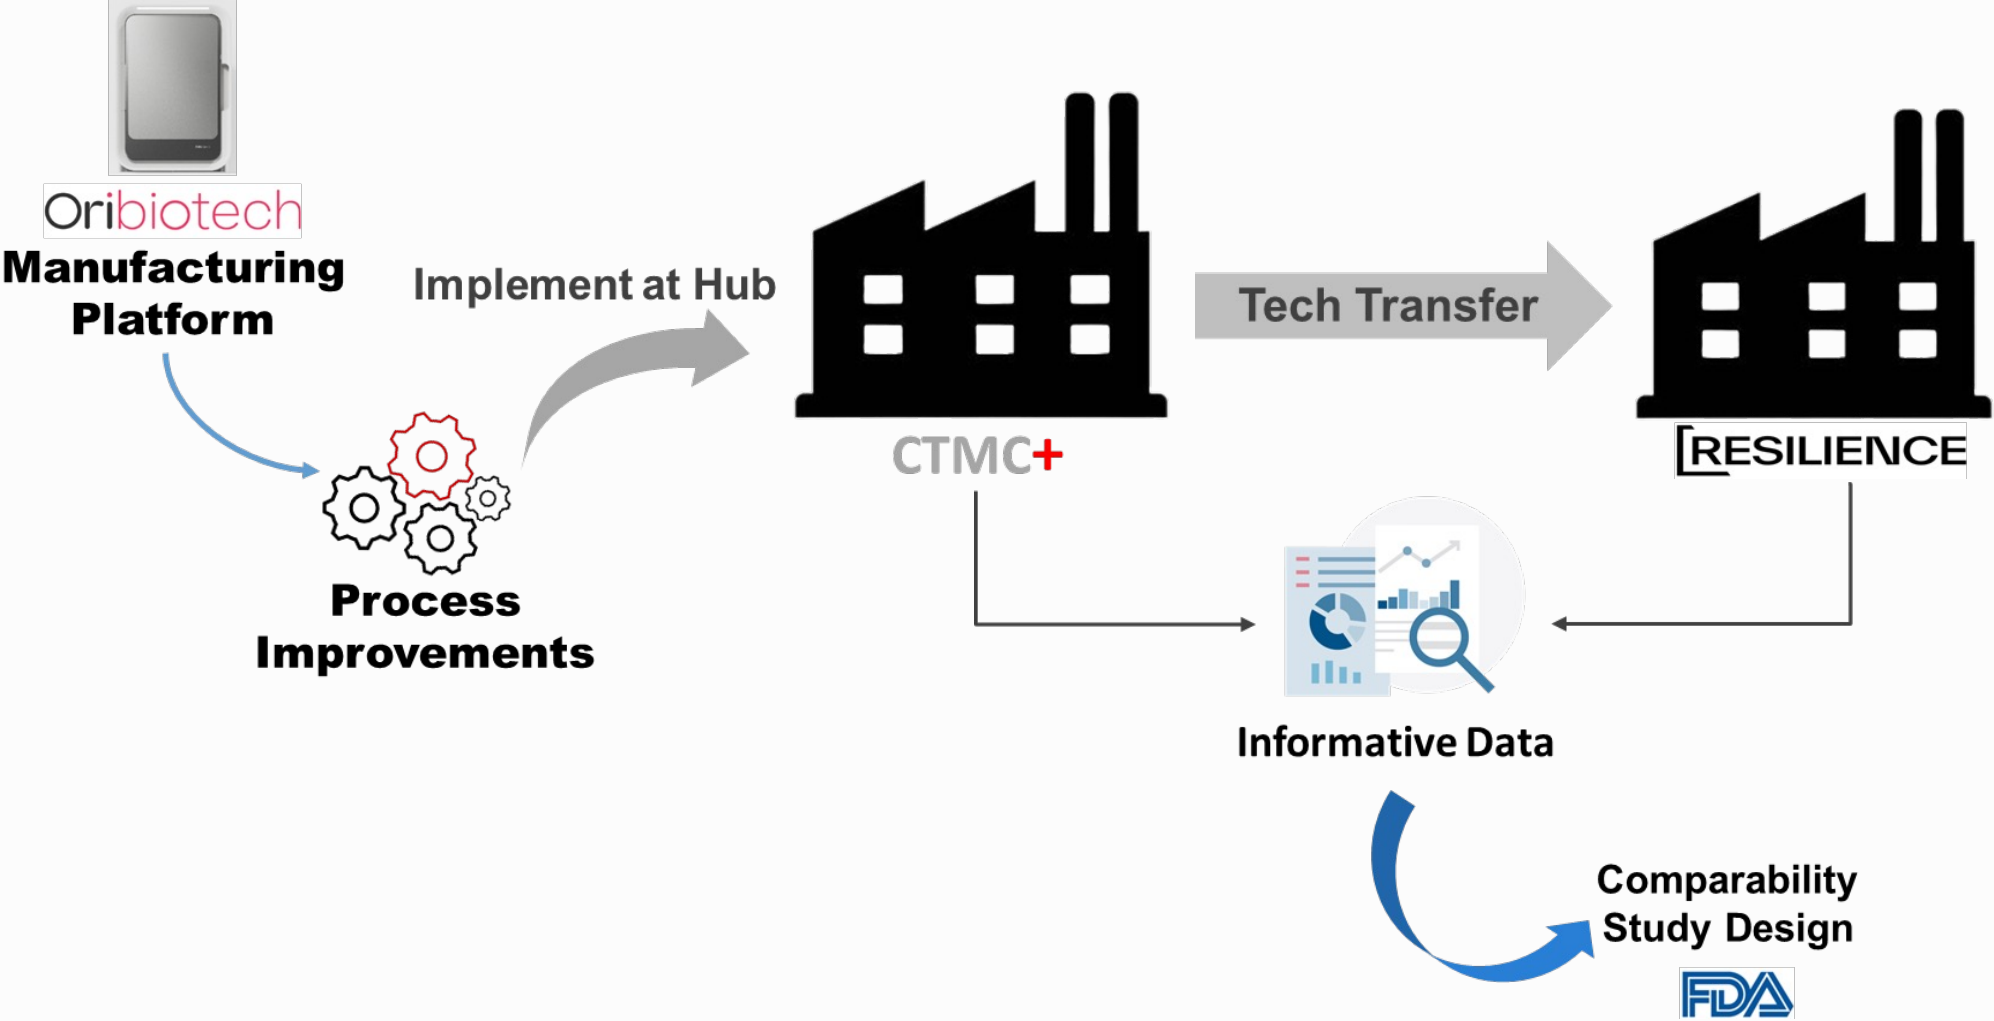 Oribiotech
Manufacturing
Platform
Implement at Hub
Process
Improvements
CTMC+
Tech Transfer
RESILIENCE
Informative Data
Comparability
Study Design
FDA